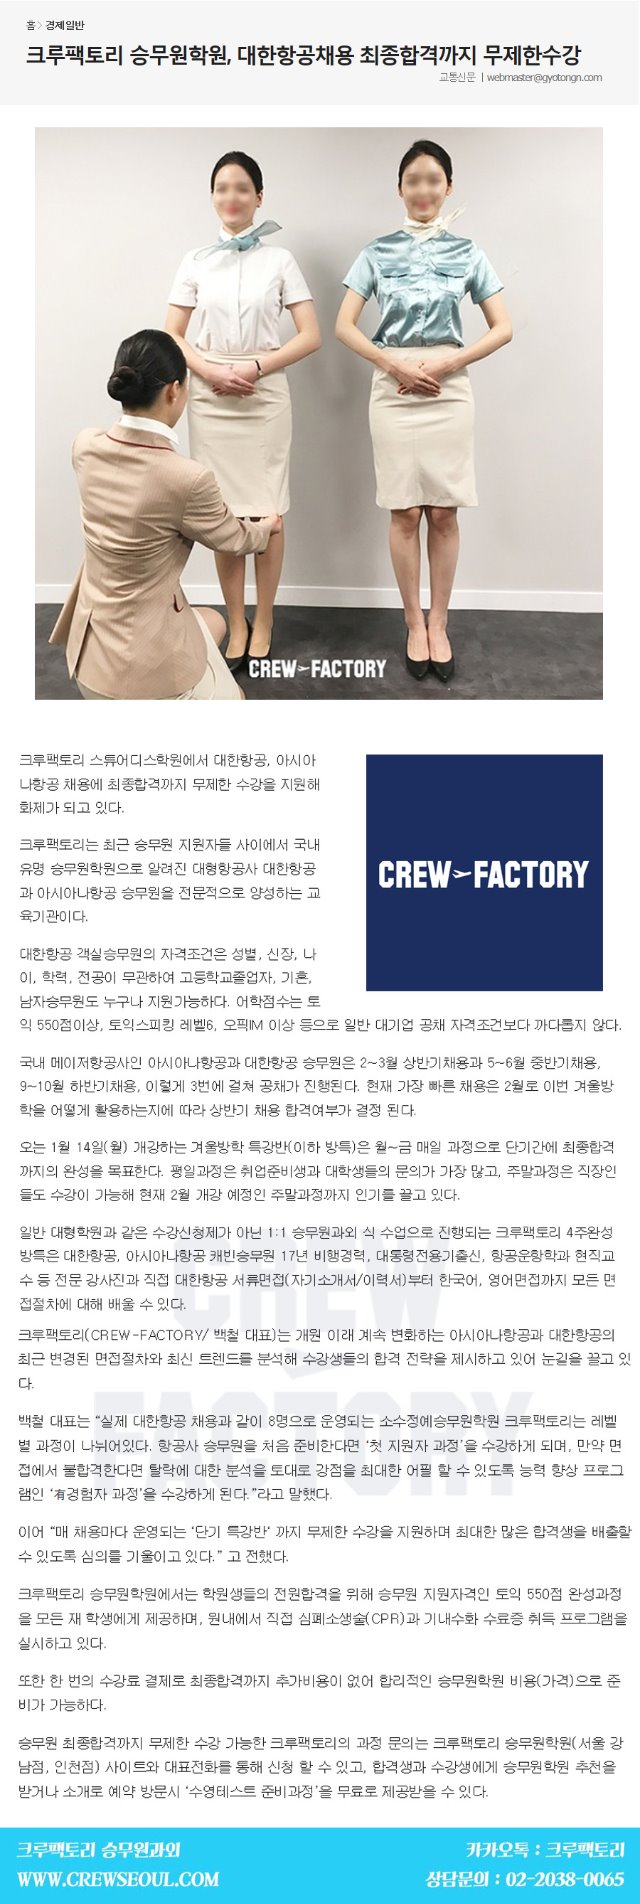 홈 > 경제일반
크루팩토리 승무원학원, 대한항공채용 최종합격까지 무제한수강
교통신문 | webmaster@gyotongn.com
CREW FACTORY
크루팩토리 스튜어디스학원에서 대한항공, 아시아
나항공 채용에 최종합격까지 무제한 수강을 지원해
화제가 되고 있다.
CREW FACTORY
크루팩토리는 최근 승무원 지원자들 사이에서 국내
유명 승무원학원으로 알려진 대형항공사 대한항공
과 아시아나항공 승무원을 전문적으로 양성하는 교
육기관이다.
대한항공 객실승무원의 자격조건은 성별, 신장, 나
이, 학력, 전공이 무관하여 고등학교졸업자, 기혼,
남자승무원도 누구나 지원가능하다. 어학점수는 토
익 550점이상, 토익스피킹 레벨6, 오픽IM 이상 등으로 일반 대기업 공채 자격조건보다 까다롭지 않다.
국내 메이저항공사인 아시아나항공과 대한항공 승무원은 2~3월 상반기채용과 5~6월 중반기채용,
9~10월 하반기채용, 이렇게 3번에 걸쳐 공채가 진행된다. 현재 가장 빠른 채용은 2월로 이번 겨울방
학을 어떻게 활용하는지에 따라 상반기 채용 합격여부가 결정 된다.
오는 1월 14일(월) 개강하는 겨울방학 특강반(이하 방특)은 월~금 매일 과정으로 단기간에 최종합격
까지의 완성을 목표한다. 평일과정은 취업준비생과 대학생들의 문의가 가장 많고, 주말과정은 직장인
들도 수강이 가능해 현재 2월 개강 예정인 주말과정까지 인기를 끌고 있다.
일반 대형학원과 같은 수강신청제가 아닌 1:1 승무원과외 식 수업으로 진행되는 크루팩토리 4주완성
방특은 대한항공, 아시아나항공 캐빈승무원 17년 비행경력, 대통령전용기출신, 항공운항학과 현직교
수 등 전문 강사진과 직접 대한항공 서류면접(자기소개서/이력서)부터 한국어, 영어면접까지 모든 면
접절차에 대해 배울 수 있다.
크루팩토리(CREW-FACTORY/ 백철 대표)는 개원 이래 계속 변화하는 아시아나항공과 대한항공의
최근 변경된 면접절차와 최신 트렌드를 분석해 수강생들의 합격 전략을 제시하고 있어 눈길을 끌고 있
다.
CREW
FACTORY
백철 대표는 “실제 대한항공 채용과 같이 8명으로 운영되는 소수정예승무원학원 크루팩토리는 레벨
별 과정이 나뉘어있다. 항공사 승무원을 처음 준비한다면 ‘첫 지원자 과정’을 수강하게 되며, 만약 면
접에서 불합격한다면 탈락에 대한 분석을 토대로 강점을 최대한 어필 할 수 있도록 능력 향상 프로그
램인 ‘有경험자 과정’을 수강하게 된다.”라고 말했다.
이어 “매 채용마다 운영되는 ‘단기 특강반‘ 까지 무제한 수강을 지원하며 최대한 많은 합격생을 배출할
수 있도록 심의를 기울이고 있다.” 고 전했다.
크루팩토리 승무원학원에서는 학원생들의 전원합격을 위해 승무원 지원자격인 토익 550점 완성과정
을 모든 재 학생에게 제공하며, 원내에서 직접 심폐소생술(CPR)과 기내수화 수료증 취득 프로그램을
실시하고 있다.
또한 한 번의 수강료 결제로 최종합격까지 추가비용이 없어 합리적인 승무원학원 비용(가격)으로 준
비가 가능하다.
승무원 최종합격까지 무제한 수강 가능한 크루팩토리의 과정 문의는 크루팩토리 승무원학원(서울 강
남점, 인천점) 사이트와 대표전화를 통해 신청 할 수 있고, 합격생과 수강생에게 승무원학원 추천을
받거나 소개로 예약 방문시 ‘수영테스트 준비과정’을 무료로 제공받을 수 있다.
크루팩토리 승무원과외 카카오톡 : 크루팩토리
WWW.CREWSEOUL.COM 상담문의 : 02-2038-0065